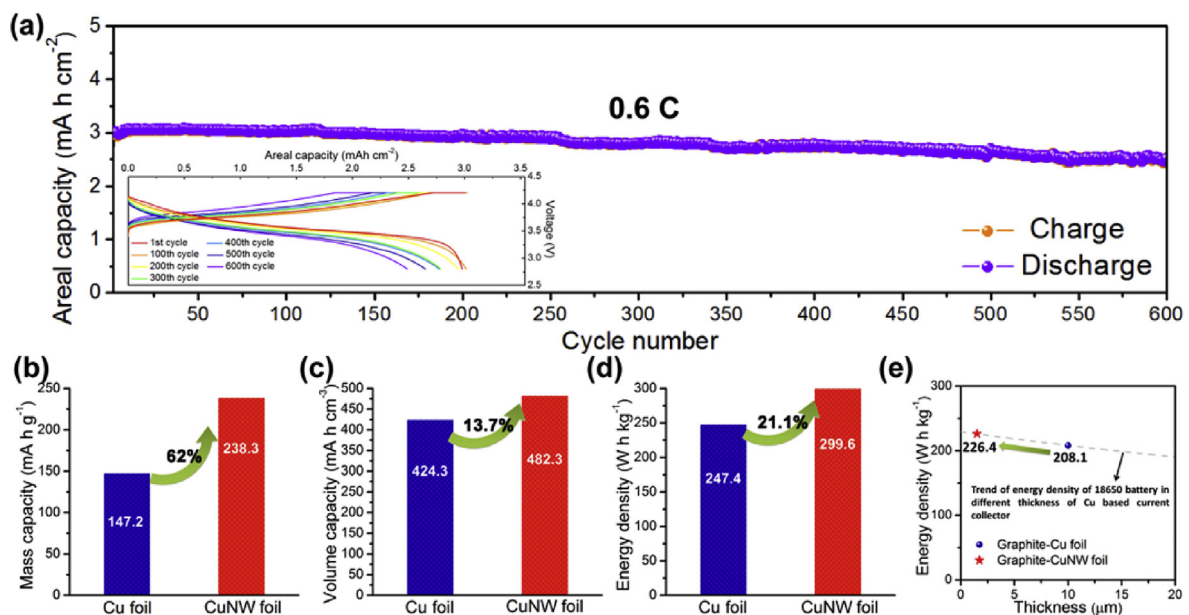 (a)
Areal capacity (mA h cm-2)
5
4
3
2
1
0
0.6 C
Areal capacity (mAh cm-2)
0.0 0.5 1.0 1.5 2.0 2.5 3.0 3.5
4.5
4.0
3.5
3.0
2.5
Voltage (V)
1st cycle
100th cycle
200th cycle
300th cycle
400th cycle
500th cycle
600th cycle
Charge
Discharge
50 100 150 200 250 300 350 400 450 500 550 600
Cycle number
(b)
Mass capacity (mA h g-1)
250
200
150
100
50
0
62%
147.2
238.3
Cu foil CuNW foil
(c)
Volume capacity (mA h cm-3)
500
450
400
350
300
250
200
150
100
50
0
13.7%
424.3
482.3
Cu foil CuNW foil
(d)
Energy density (W h kg-1)
300
250
200
150
100
50
0
21.1%
247.4
299.6
Cu foil CuNW foil
(e)
Energy density (W h kg-1)
300
250
200
150
100
50
0
226.4
208.1
Trend of energy density of 18650 battery in
different thickness of Cu based current
collector
Graphite-Cu foil
Graphite-CuNW foil
0 5 10 15 20
Thickness (μm)